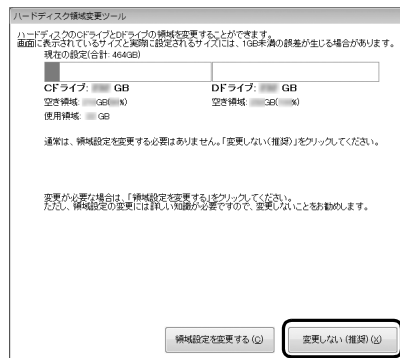 ハードディスク領域変更ツール
ハードディスクのCドライブとDドライブの領域を変更することができます。
画面に表示されているサイズと実際に設定されるサイズには、1GB未満の誤差が生じる場合があります。
現在の設定(合計: 464GB)
Cドライブ: GB
Dドライブ: GB
空き領域: GB( %)
空き領域: GB( %)
使用領域: GB
通常は、領域設定を変更する必要はありません。「変更しない(推奨)」をクリックしてください。
変更が必要な場合は、「領域設定を変更する」をクリックしてください。
ただし、領域設定の変更には詳しい知識が必要ですので、変更しないことをお勧めします。
領域設定を変更する(C)
変更しない(推奨)(X)